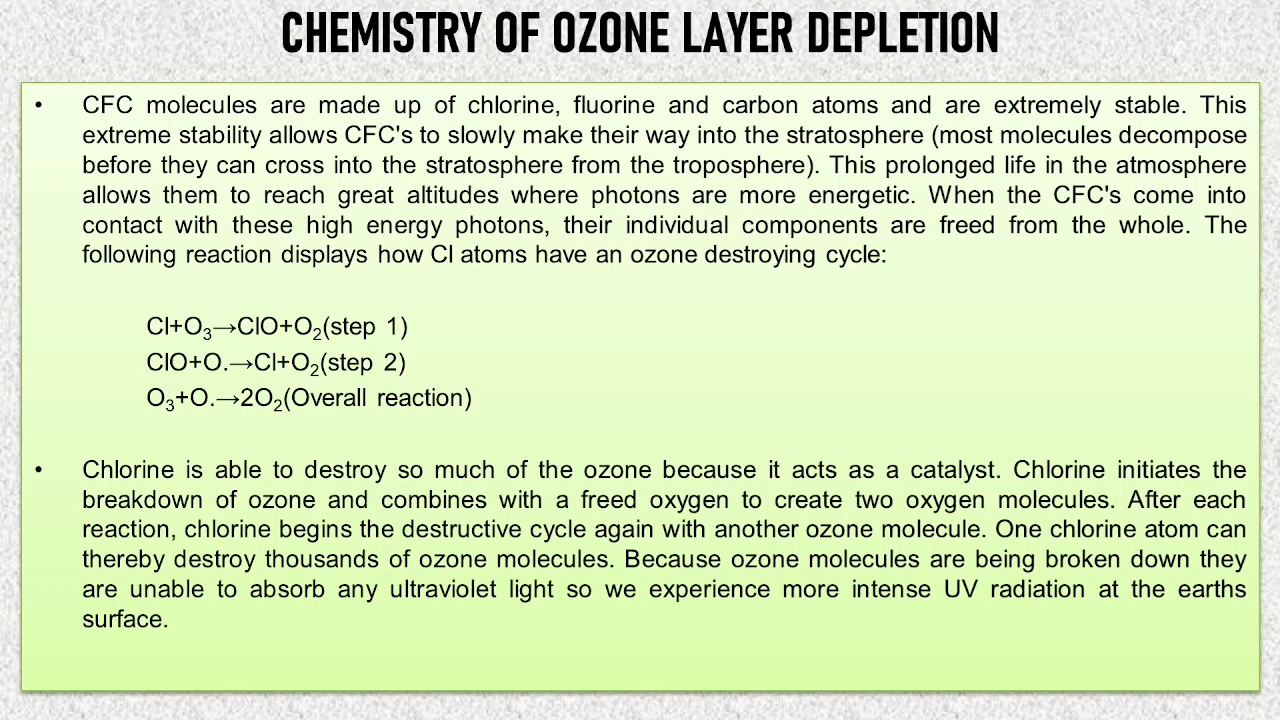 CHEMISTRY OF OZONE LAYER DEPLETION
• CFC molecules are made up of chlorine, fluorine and carbon atoms and are extremely stable. This
extreme stability allows CFC's to slowly make their way into the stratosphere (most molecules decompose
before they can cross into the stratosphere from the troposphere). This prolonged life in the atmosphere
allows them to reach great altitudes where photons are more energetic. When the CFC's come into
contact with these high energy photons, their individual components are freed from the whole. The
following reaction displays how Cl atoms have an ozone destroying cycle:
Cl+O₃→ClO+O₂(step 1)
ClO+O.→Cl+O₂(step 2)
O₃+O.→2O₂(Overall reaction)
• Chlorine is able to destroy so much of the ozone because it acts as a catalyst. Chlorine initiates the
breakdown of ozone and combines with a freed oxygen to create two oxygen molecules. After each
reaction, chlorine begins the destructive cycle again with another ozone molecule. One chlorine atom can
thereby destroy thousands of ozone molecules. Because ozone molecules are being broken down they
are unable to absorb any ultraviolet light so we experience more intense UV radiation at the earths
surface.